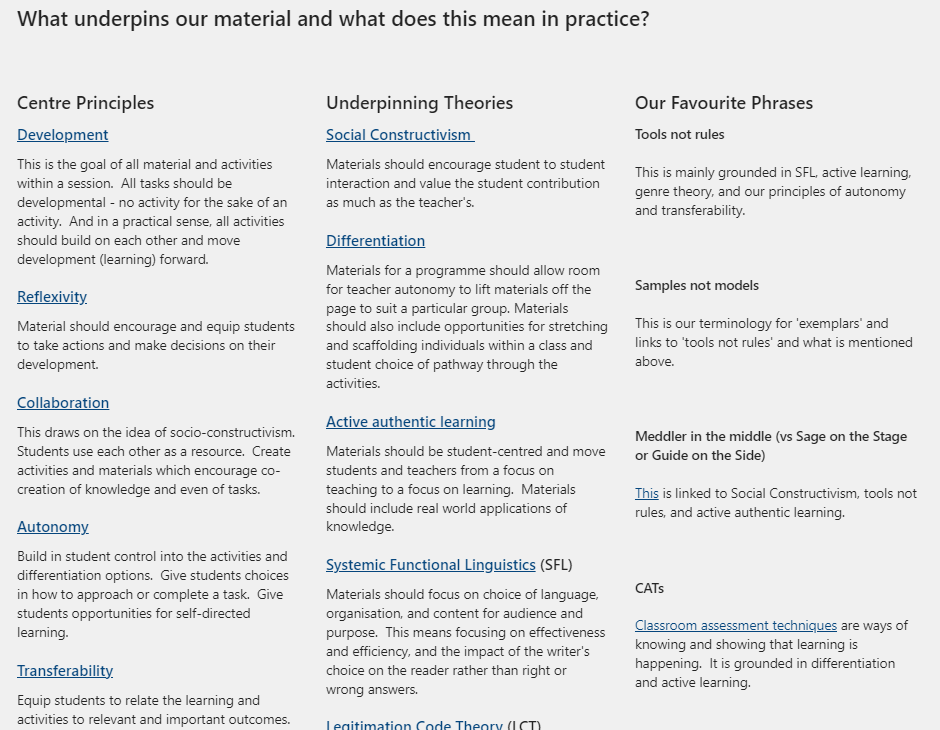 What underpins our material and what does this mean in practice?
Centre Principles
Development
This is the goal of all material and activities
within a session.  All tasks should be
developmental - no activity for the sake of an
activity.  And in a practical sense, all activities
should build on each other and move
development (learning) forward.
Reflexivity
Material should encourage and equip students
to take actions and make decisions on their
development.
Collaboration
This draws on the idea of socio-constructivism.
Students use each other as a resource.  Create
activities and materials which encourage co-
creation of knowledge and even of tasks.
Autonomy
Build in student control into the activities and
differentiation options.  Give students choices
in how to approach or complete a task.  Give
students opportunities for self-directed
learning.
Transferability
Equip students to relate the learning and
activities to relevant and important outcomes.
Underpinning Theories
Social Constructivism
Materials should encourage student to student
interaction and value the student contribution
as much as the teacher's.
Differentiation
Materials for a programme should allow room
for teacher autonomy to lift materials off the
page to suit a particular group. Materials
should also include opportunities for stretching
and scaffolding individuals within a class and
student choice of pathway through the
activities.
Active authentic learning
Materials should be student-centred and move
students and teachers from a focus on
teaching to a focus on learning.  Materials
should include real world applications of
knowledge.
Systemic Functional Linguistics (SFL)
Materials should focus on choice of language,
organisation, and content for audience and
purpose.  This means focusing on effectiveness
and efficiency, and the impact of the writer's
choice on the reader rather than right or
wrong answers.
Legitimation Code Theory (LCT)
Our Favourite Phrases
Tools not rules
This is mainly grounded in SFL, active learning,
genre theory, and our principles of autonomy
and transferability.
Samples not models
This is our terminology for 'exemplars' and
links to 'tools not rules' and what is mentioned
above.
Meddler in the middle (vs Sage on the Stage
or Guide on the Side)
This is linked to Social Constructivism, tools not
rules, and active authentic learning.
CATs
Classroom assessment techniques are ways of
knowing and showing that learning is
happening.  It is grounded in differentiation
and active learning.